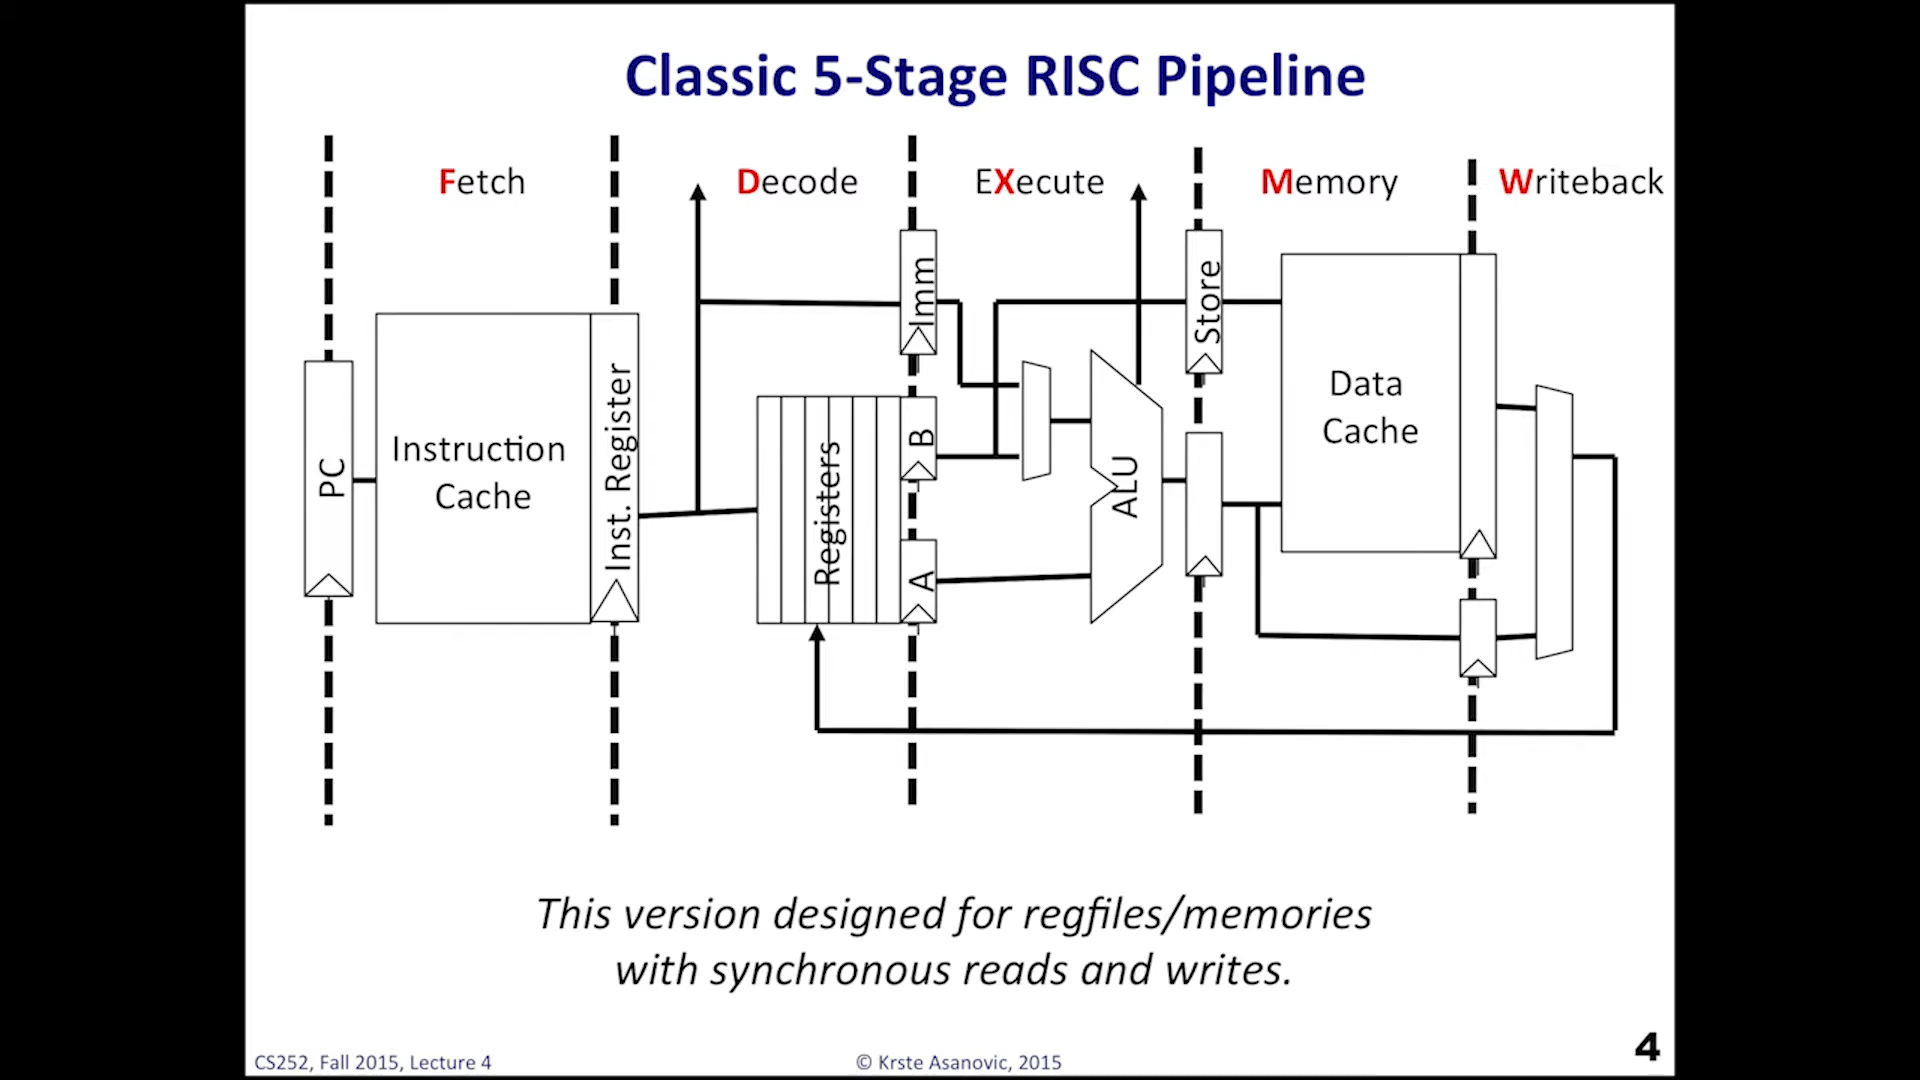 Classic 5-Stage RISC Pipeline
Fetch
Decode
EXecute
Memory
Writeback
PC
Instruction
Cache
Inst. Register
Registers
Imm
B
A
ALU
Store
Data
Cache
This version designed for regfiles/memories
with synchronous reads and writes.
CS252, Fall 2015, Lecture 4
© Krste Asanovic, 2015
4